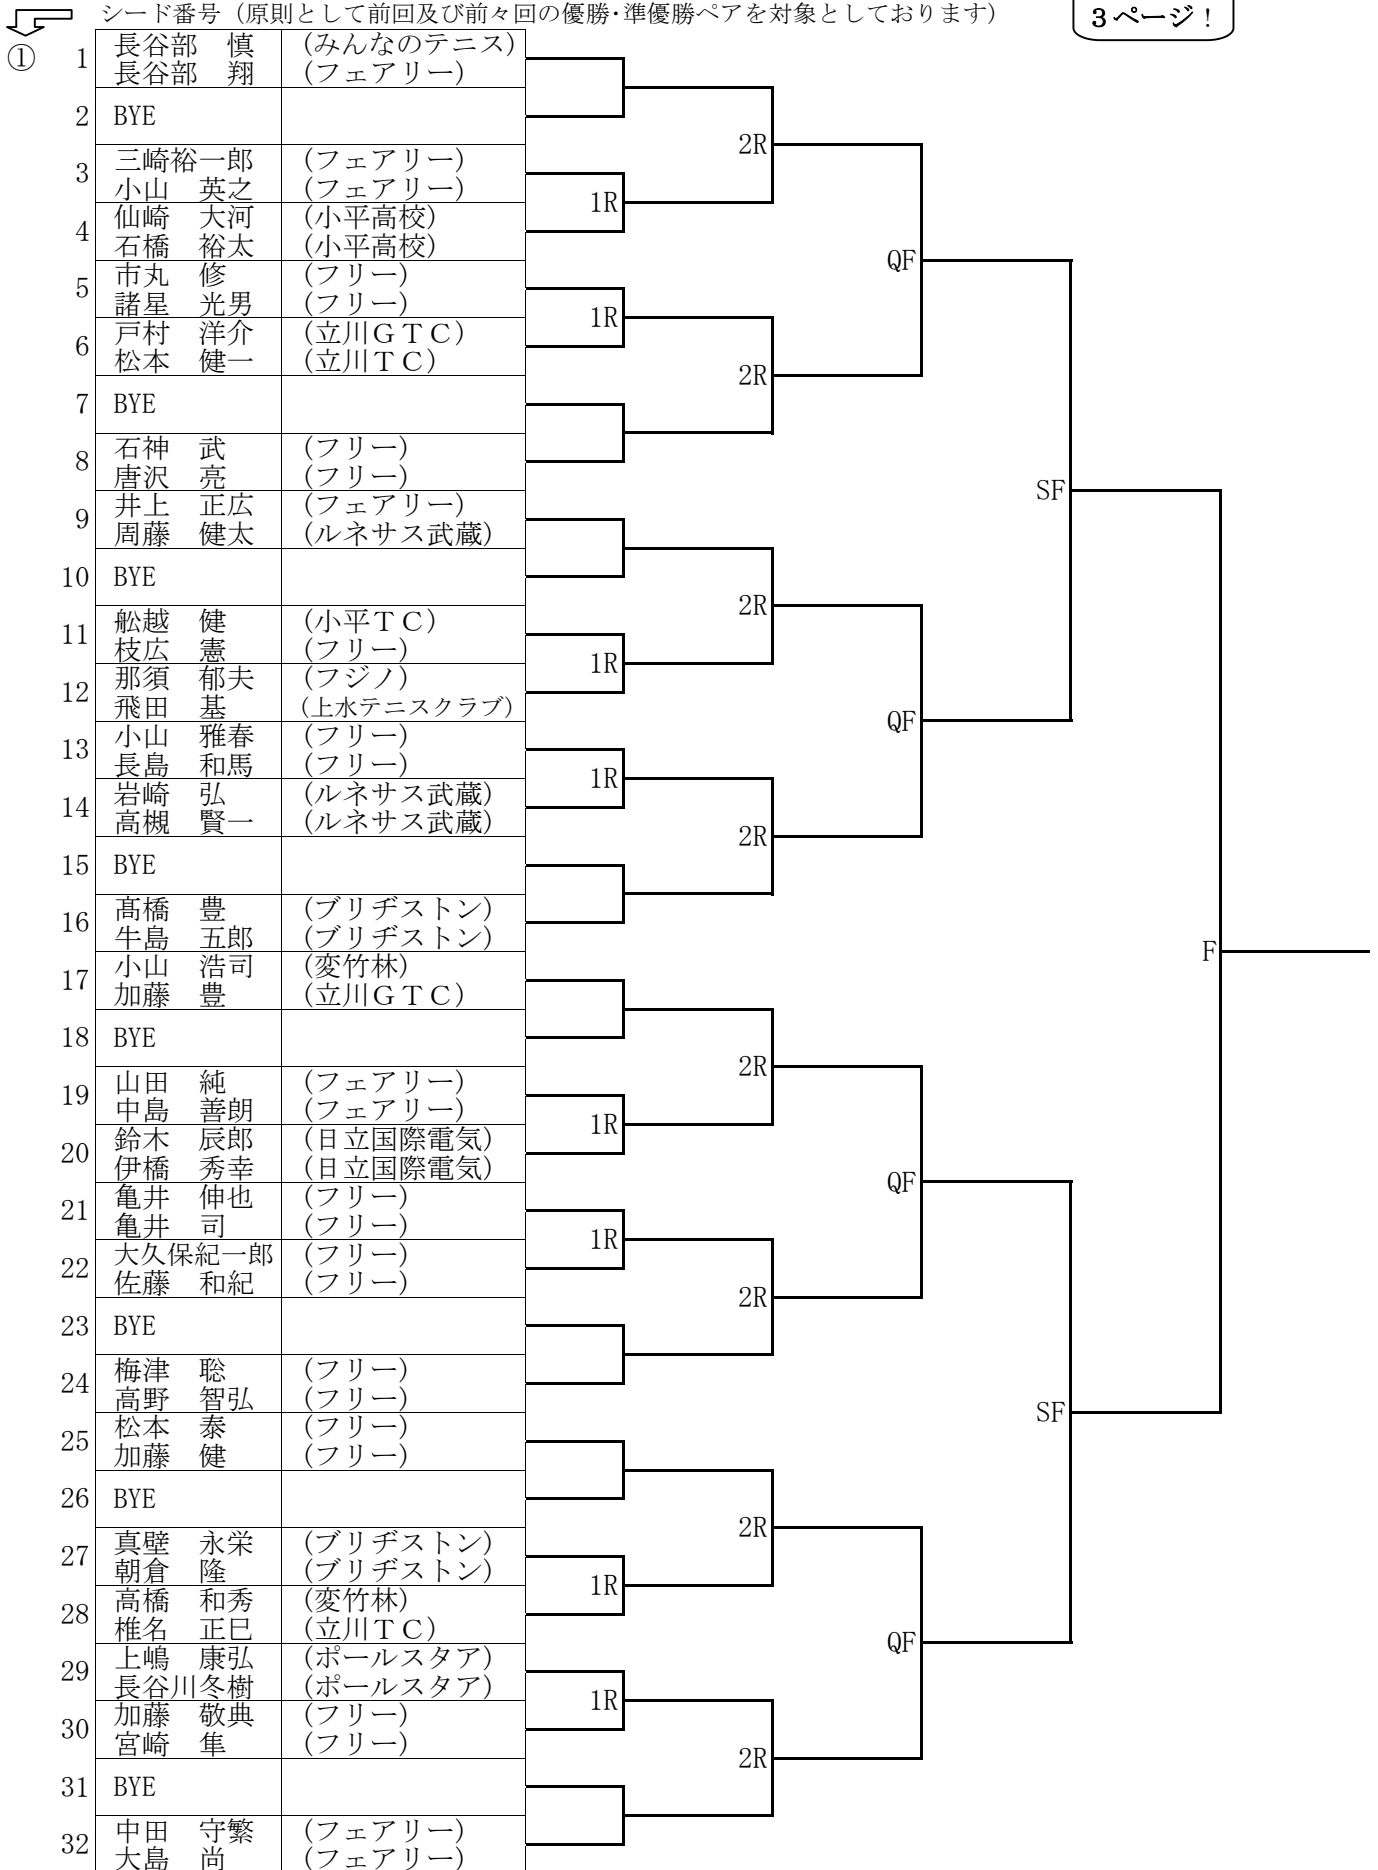 シード番号（原則として前回及び前々回の優勝・準優勝ペアを対象としております）
3ページ！
① 1 長谷部　慎 （みんなのテニス）
長谷部　翔 （フェアリー）
2 BYE
3 三崎裕一郎 （フェアリー）
小山　英之 （フェアリー）
4 仙崎　大河 （小平高校）
石橋　裕太 （小平高校）
5 市丸　修 （フリー）
諸星　光男 （フリー）
6 戸村　洋介 （立川ＧＴＣ）
松本　健一 （立川ＴＣ）
7 BYE
8 石神　武 （フリー）
唐沢　亮 （フリー）
9 井上　正広 （フェアリー）
周藤　健太 （ルネサス武蔵）
10 BYE
11 舩越　健 （小平ＴＣ）
枝広　憲 （フリー）
12 那須　郁夫 （フジノ）
飛田　基 （上水テニスクラブ）
13 小山　雅春 （フリー）
長島　和馬 （フリー）
14 岩崎　弘 （ルネサス武蔵）
高槻　賢一 （ルネサス武蔵）
15 BYE
16 髙橋　豊 （ブリヂストン）
牛島　五郎 （ブリヂストン）
17 小山　浩司 （変竹林）
加藤　豊 （立川ＧＴＣ）
18 BYE
19 山田　純 （フェアリー）
中島　善朗 （フェアリー）
20 鈴木　辰郎 （日立国際電気）
伊橋　秀幸 （日立国際電気）
21 亀井　伸也 （フリー）
亀井　司 （フリー）
22 大久保紀一郎 （フリー）
佐藤　和紀 （フリー）
23 BYE
24 梅津　聡 （フリー）
高野　智弘 （フリー）
25 松本　泰 （フリー）
加藤　健 （フリー）
26 BYE
27 真壁　永栄 （ブリヂストン）
朝倉　隆 （ブリヂストン）
28 高橋　和秀 （変竹林）
椎名　正巳 （立川ＴＣ）
29 上嶋　康弘 （ポールスタア）
長谷川冬樹 （ポールスタア）
30 加藤　敬典 （フリー）
宮崎　隼 （フリー）
31 BYE
32 中田　守繁 （フェアリー）
大島　尚 （フェアリー）
1R
1R
1R
1R
1R
1R
1R
1R
2R
2R
2R
2R
2R
2R
2R
2R
QF
QF
QF
QF
SF
SF
F